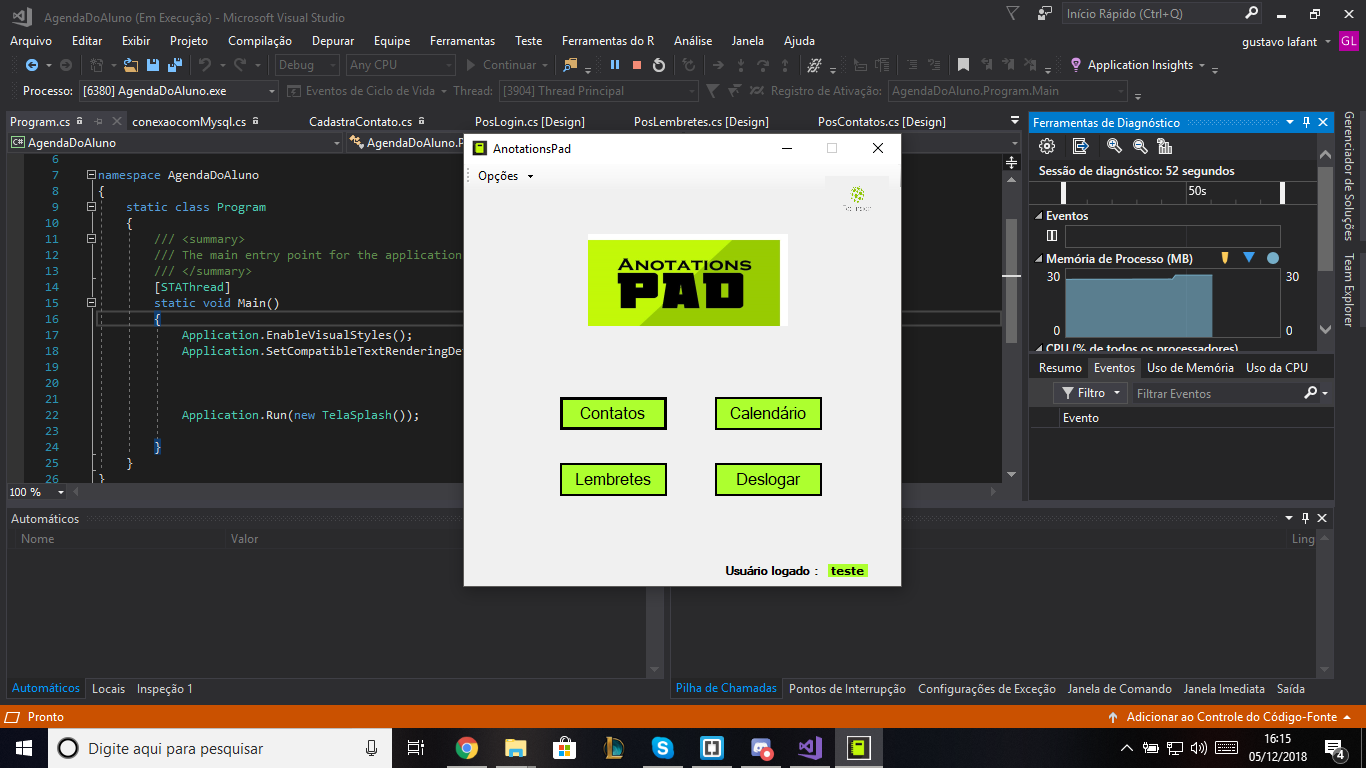 AgendaDoAluno (Em Execução) - Microsoft Visual Studio
Início Rápido (Ctrl+Q)
Arquivo Editar Exibir Projeto Compilação Depurar Equipe Ferramentas Teste Ferramentas do R Análise Janela Ajuda
gustavo lafant GL
Debug Any CPU Continuar Application Insights
Processo: [6380] AgendaDoAluno.exe Eventos de Ciclo de Vida Thread: [3904] Thread Principal Registro de Ativação: AgendaDoAluno.Program.Main
Program.cs conexaocomMysql.cs CadastraContato.cs PosLogin.cs [Design] PosLembretes.cs [Design] PosContatos.cs [Design]
C# AgendaDoAluno AgendaDoAluno.P
6
7 namespace AgendaDoAluno
8 {
9 static class Program
10 {
11 /// <summary>
12 /// The main entry point for the application
13 /// </summary>
14 [STAThread]
15 static void Main()
16 {
17 Application.EnableVisualStyles();
18 Application.SetCompatibleTextRenderingDe
19
20
21
22 Application.Run(new TelaSplash());
23
24 }
25 }
26 }
100 %
AnotationsPad
Opções
ANOTATIONS
PAD
Contatos Calendário
Lembretes Deslogar
Usuário logado : teste
Ferramentas de Diagnóstico
Sessão de diagnóstico: 52 segundos
50s
Eventos
Memória de Processo (MB)
30 30
0 0
CPU (% de todos os processadores)
Resumo Eventos Uso de Memória Uso da CPU
Filtro Filtrar Eventos
Evento
Gerenciador de Soluções
Team Explorer
Automáticos
Nome Valor
Ling
Automáticos Locais Inspeção 1
Pilha de Chamadas Pontos de Interrupção Configurações de Exceção Janela de Comando Janela Imediata Saída
Pronto
Adicionar ao Controle do Código-Fonte
Digite aqui para pesquisar
16:15
05/12/2018
4